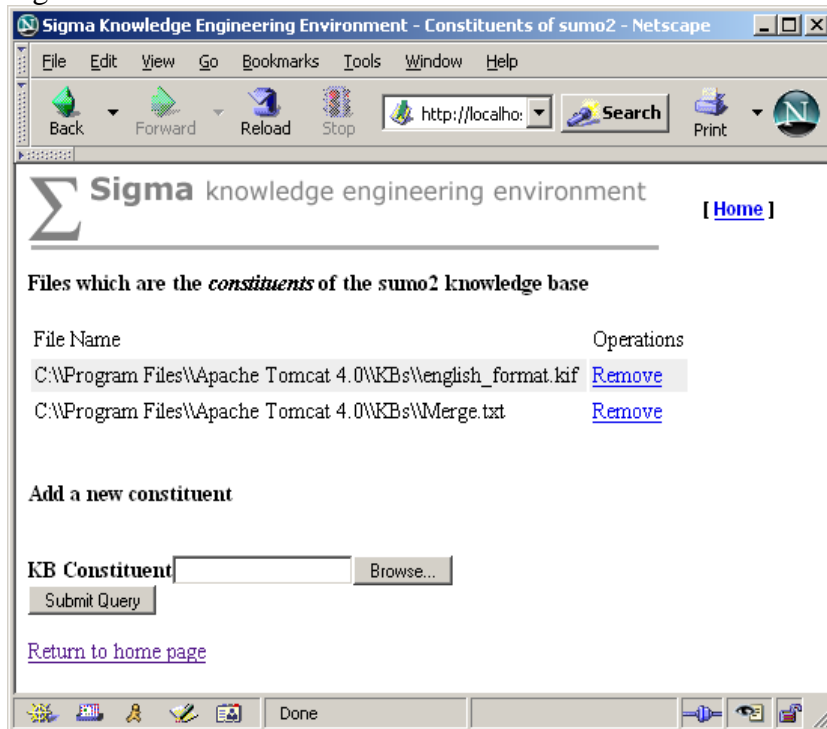 Sigma Knowledge Engineering Environment - Constituents of sumo2 - Netscape
File Edit View Go Bookmarks Tools Window Help
Back Forward Reload Stop http://localho: Search Print N
Σ Sigma knowledge engineering environment
[ Home ]
Files which are the constituents of the sumo2 knowledge base
File Name Operations
C:\\Program Files\\Apache Tomcat 4.0\\KBs\\english_format.kif Remove
C:\\Program Files\\Apache Tomcat 4.0\\KBs\\Merge.txt Remove
Add a new constituent
KB Constituent Browse...
Submit Query
Return to home page
Done